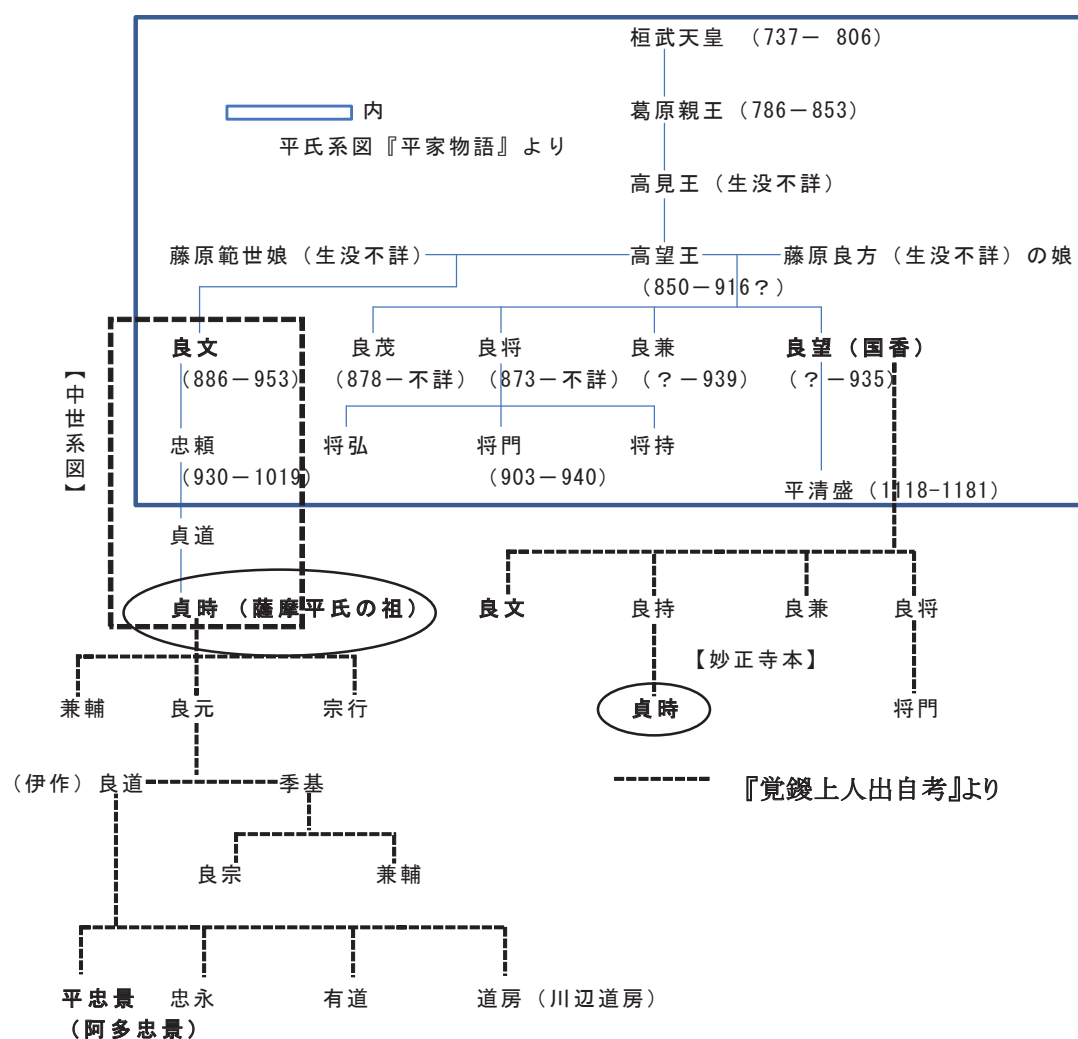 桓武天皇 (737− 806)
内
葛原親王 (786−853)
平氏系図『平家物語』より
高見王 (生没不詳)
藤原範世娘 (生没不詳)
高望王
藤原良方 (生没不詳) の娘
(850−916?)
良文
良茂
良将
良兼
良望 (国香)
(886−953)
(878−不詳)
(873−不詳)
(?−939)
(?−935)
【中世系図】
忠頼
将弘
将門
将持
(930−1019)
(903−940)
平清盛 (1118-1181)
貞道
貞時 (薩摩平氏の祖)
良文
良持
良兼
良将
【妙正寺本】
兼輔
良元
宗行
貞時
将門
(伊作) 良道
季基
『覚鑁上人出自考』より
良宗
兼輔
平忠景
忠永
有道
道房 (川辺道房)
(阿多忠景)